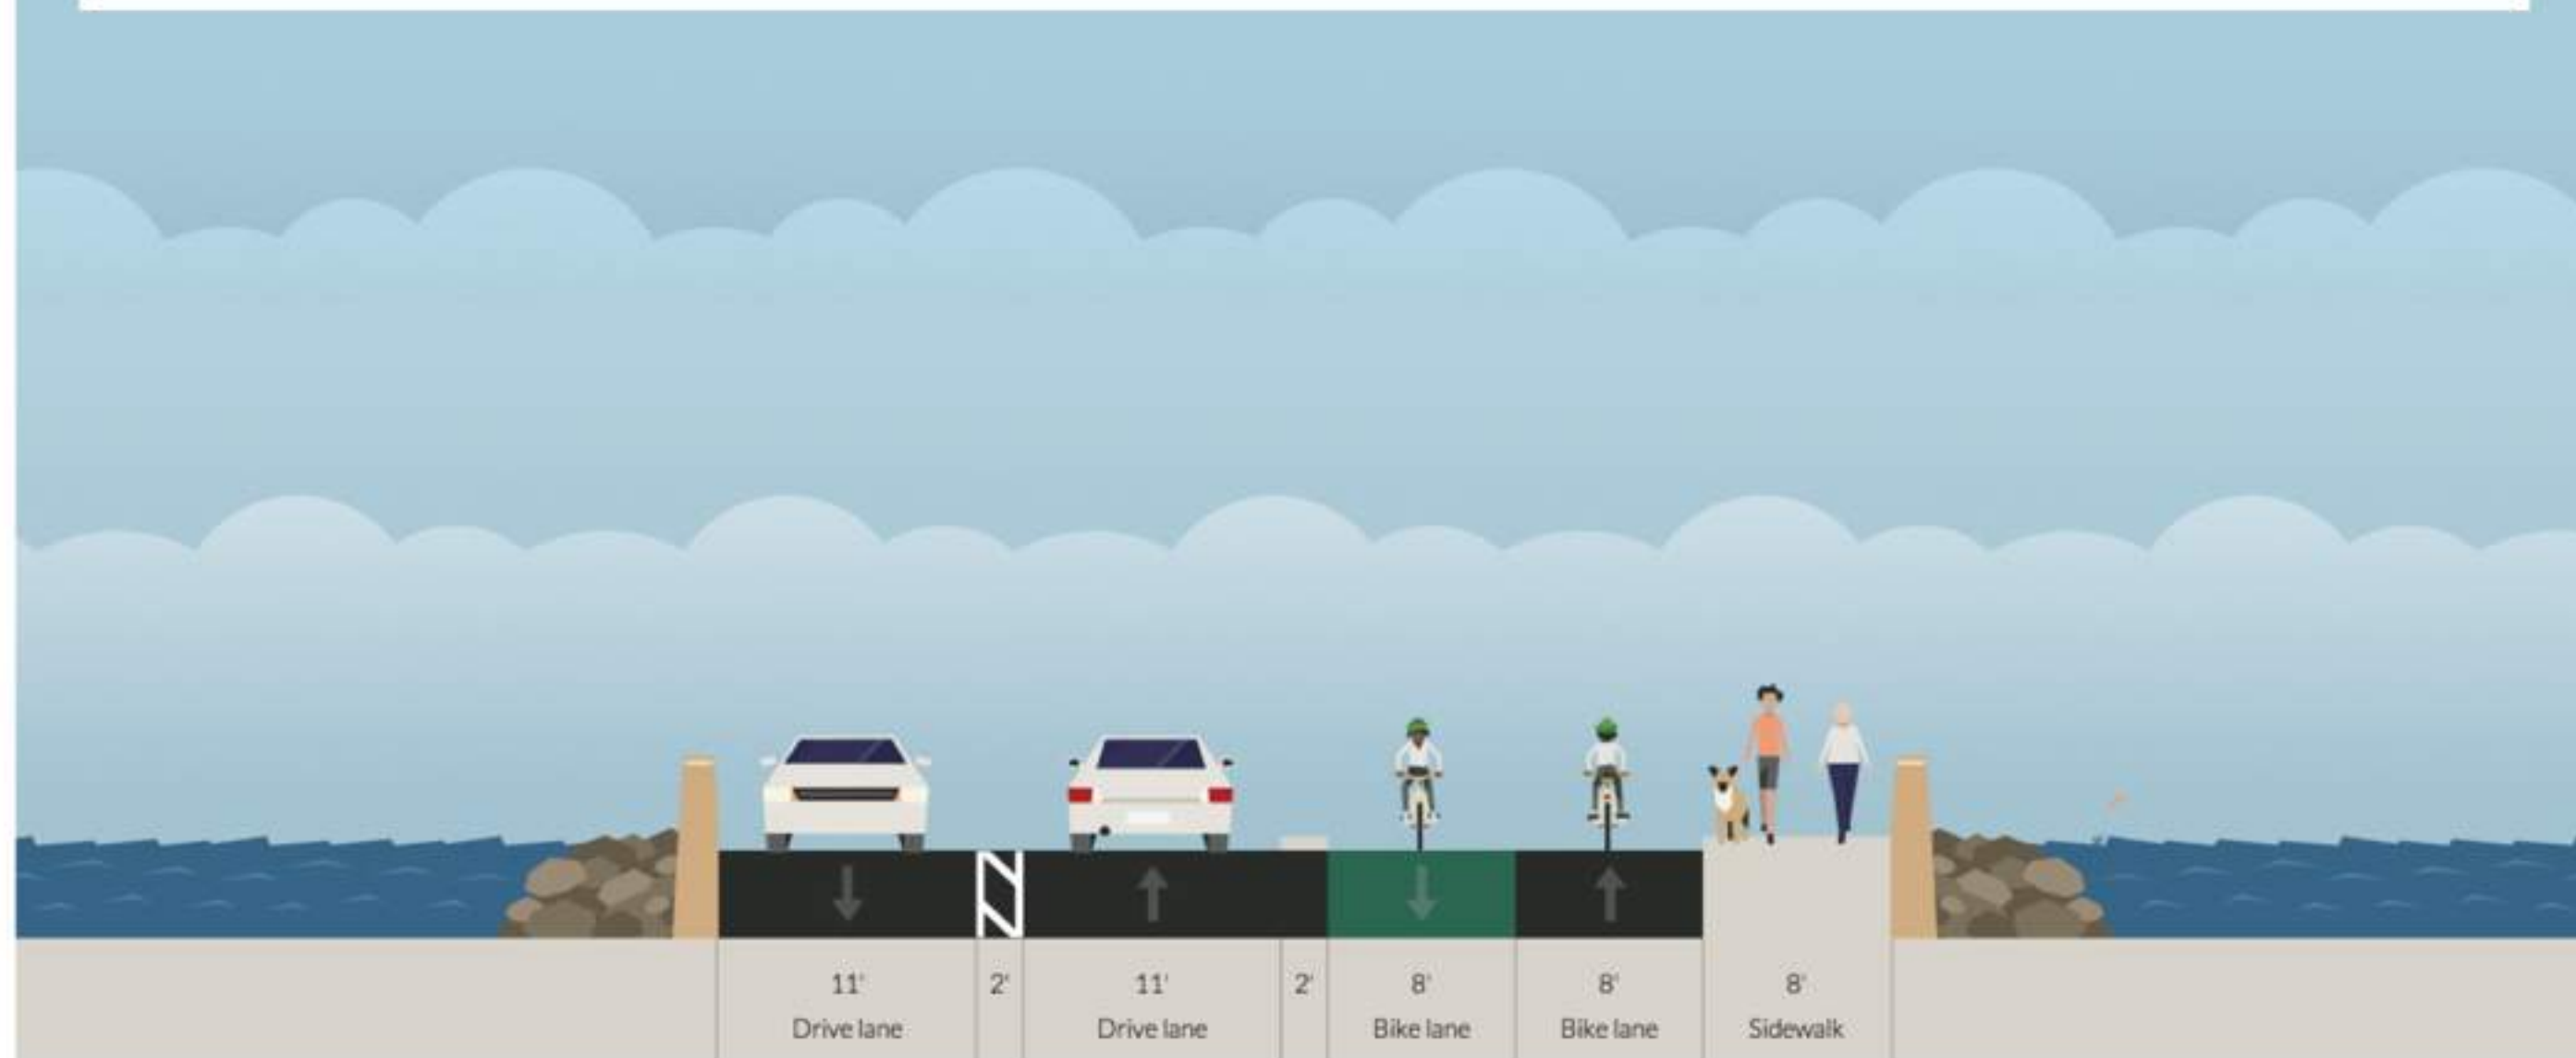 11' 2' 11' 2' 8' 8' 8'
Drive lane Drive lane Bike lane Bike lane Sidewalk